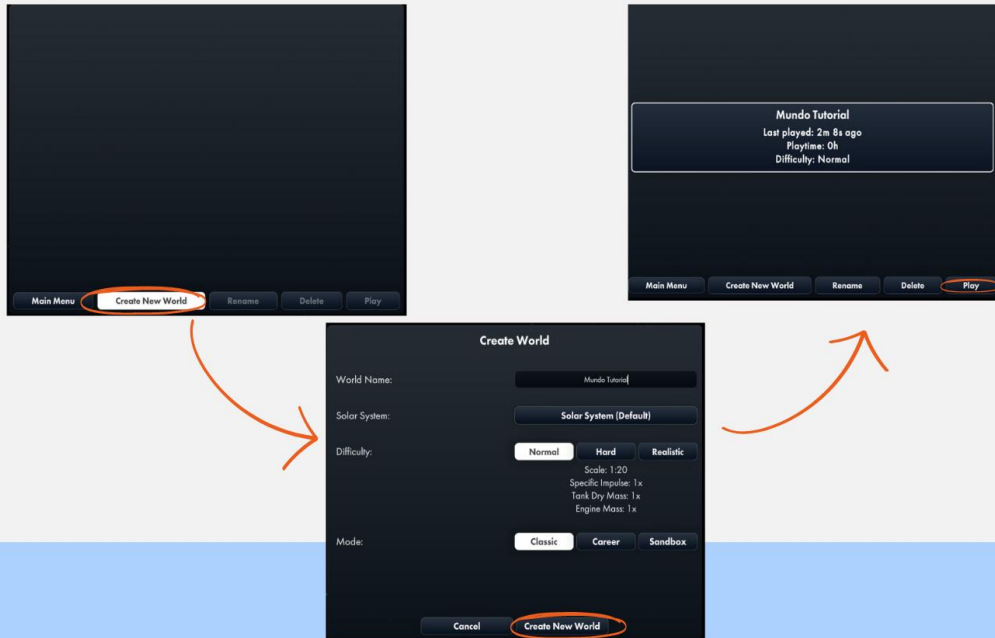 Main Menu
Create New World
Rename
Delete
Play
Create World
World Name:
Mundo Tutorial
Solar System:
Solar System (Default)
Difficulty:
Normal
Hard
Realistic
Scale: 1:20
Specific Impulse: 1x
Tank Dry Mass: 1x
Engine Mass: 1x
Mode:
Classic
Career
Sandbox
Cancel
Create New World
Mundo Tutorial
Last played: 2m 8s ago
Playtime: 0h
Difficulty: Normal
Main Menu
Create New World
Rename
Delete
Play